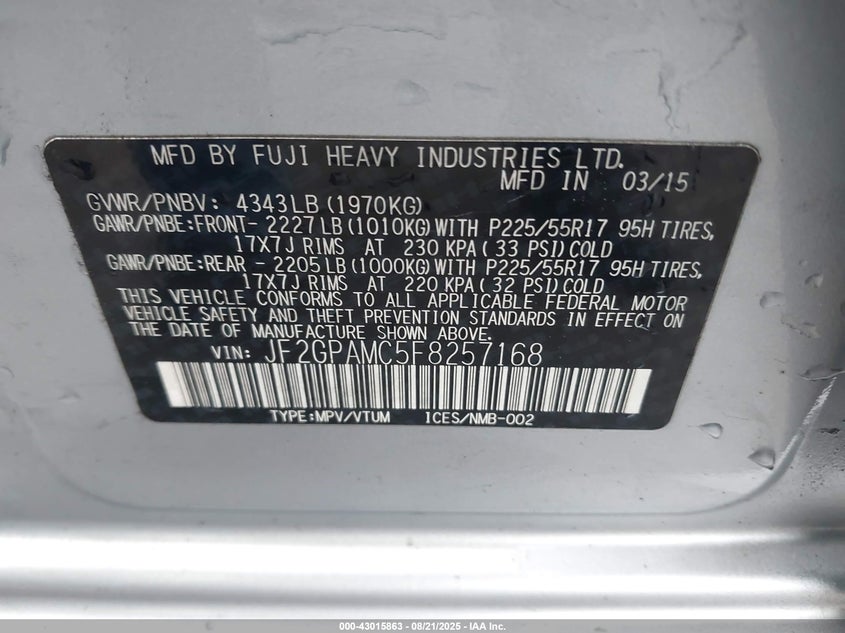 MFD BY FUJI HEAVY INDUSTRIES LTD.
MFD IN 03/15
GVWR/PNBV: 4343LB (1970KG)
GAWR/PNBE:FRONT- 2227LB (1010KG) WITH P225/55R17 95H TIRES,
17X7J RIMS AT 230 KPA ( 33 PSI) COLD
GAWR/PNBE:REAR - 2205LB (1000KG) WITH P225/55R17 95H TIRES,
17X7J RIMS AT 220 KPA ( 32 PSI) COLD
THIS VEHICLE CONFORMS TO ALL APPLICABLE FEDERAL MOTOR
VEHICLE SAFETY AND THEFT PREVENTION STANDARDS IN EFFECT ON
THE DATE OF MANUFACTURE SHOWN ABOVE.
VIN: JF2GPAMC5F8257168
TYPE:MPV/VTUM ICES/NMB-002
000-43015863 - 08/21/2025 - IAA Inc.